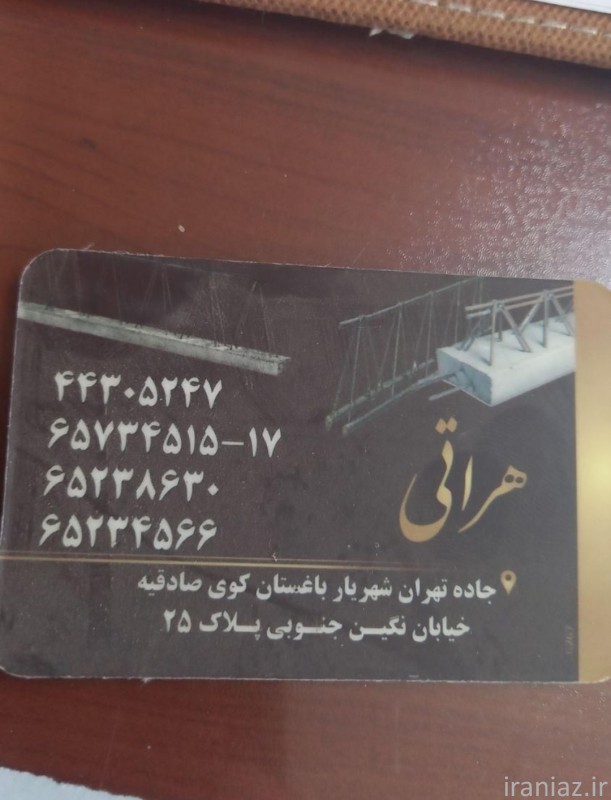 ۴۴۳۰۵۲۴۷
۶۵۷۳۴۵۱۵-۱۷
۶۵۲۳۸۶۳۰
۶۵۲۳۴۵۶۶
هراتی
جاده تهران شهریار باغستان کوی صادقیه
خیابان نگین جنوبی پلاک ۲۵
iraniaz.ir